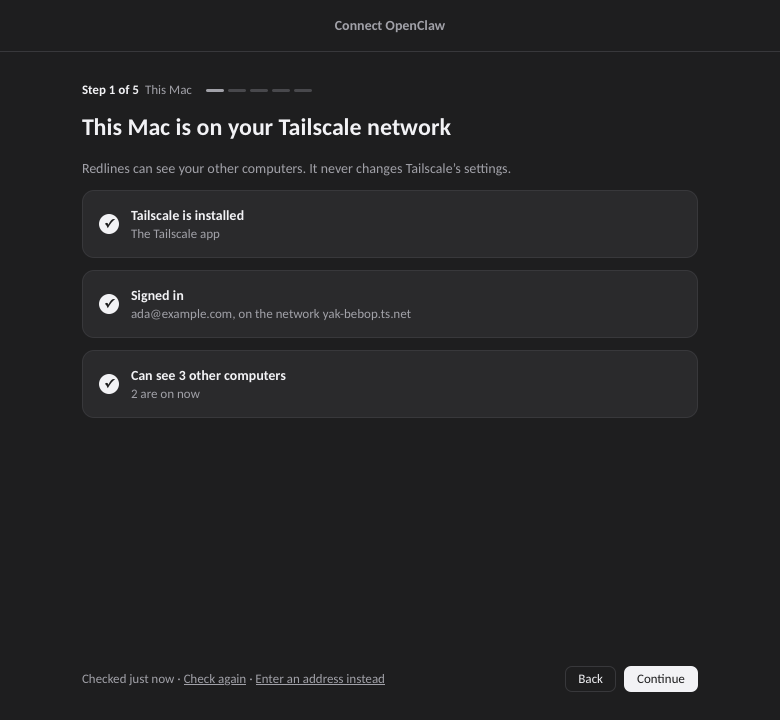 Connect OpenClaw
Step 1 of 5 This Mac
This Mac is on your Tailscale network
Redlines can see your other computers. It never changes Tailscale’s settings.
Tailscale is installed
The Tailscale app
Signed in
ada@example.com, on the network yak-bebop.ts.net
Can see 3 other computers
2 are on now
Checked just now · Check again · Enter an address instead
Back
Continue